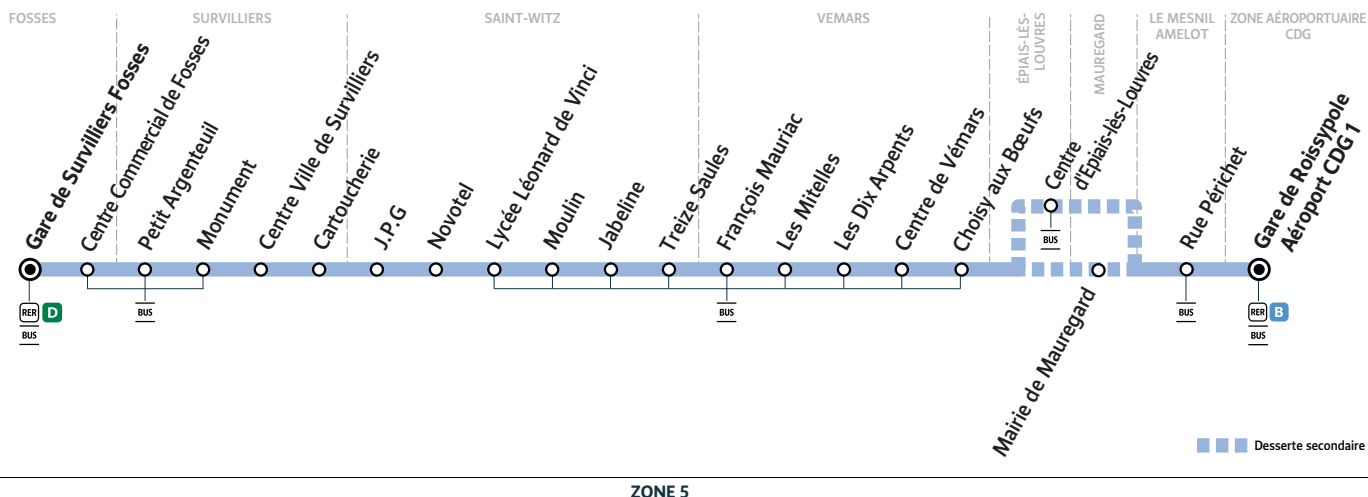 FOSSES
SURVILLIERS
SAINT-WITZ
VEMARS
ÉPIAIS-LÈS-
LOUVRES
MAUREGARD
LE MESNIL
AMELOT
ZONE AÉROPORTUAIRE
CDG
Gare de Survilliers Fosses
Centre Commercial de Fosses
Petit Argenteuil
Monument
Centre Ville de Survilliers
Cartoucherie
J.P.G
Novotel
Lycée Léonard de Vinci
Moulin
Jabeline
Treize Saules
François Mauriac
Les Mitelles
Les Dix Arpents
Centre de Vémars
Choisy aux Bœufs
Centre
d'Epiais-lès-Louvres
Mairie de Mauregard
Rue Périchet
Gare de Roissypole
Aéroport CDG 1
BUS
RER D
BUS
BUS
BUS
BUS
RER B
BUS
Desserte secondaire
ZONE 5